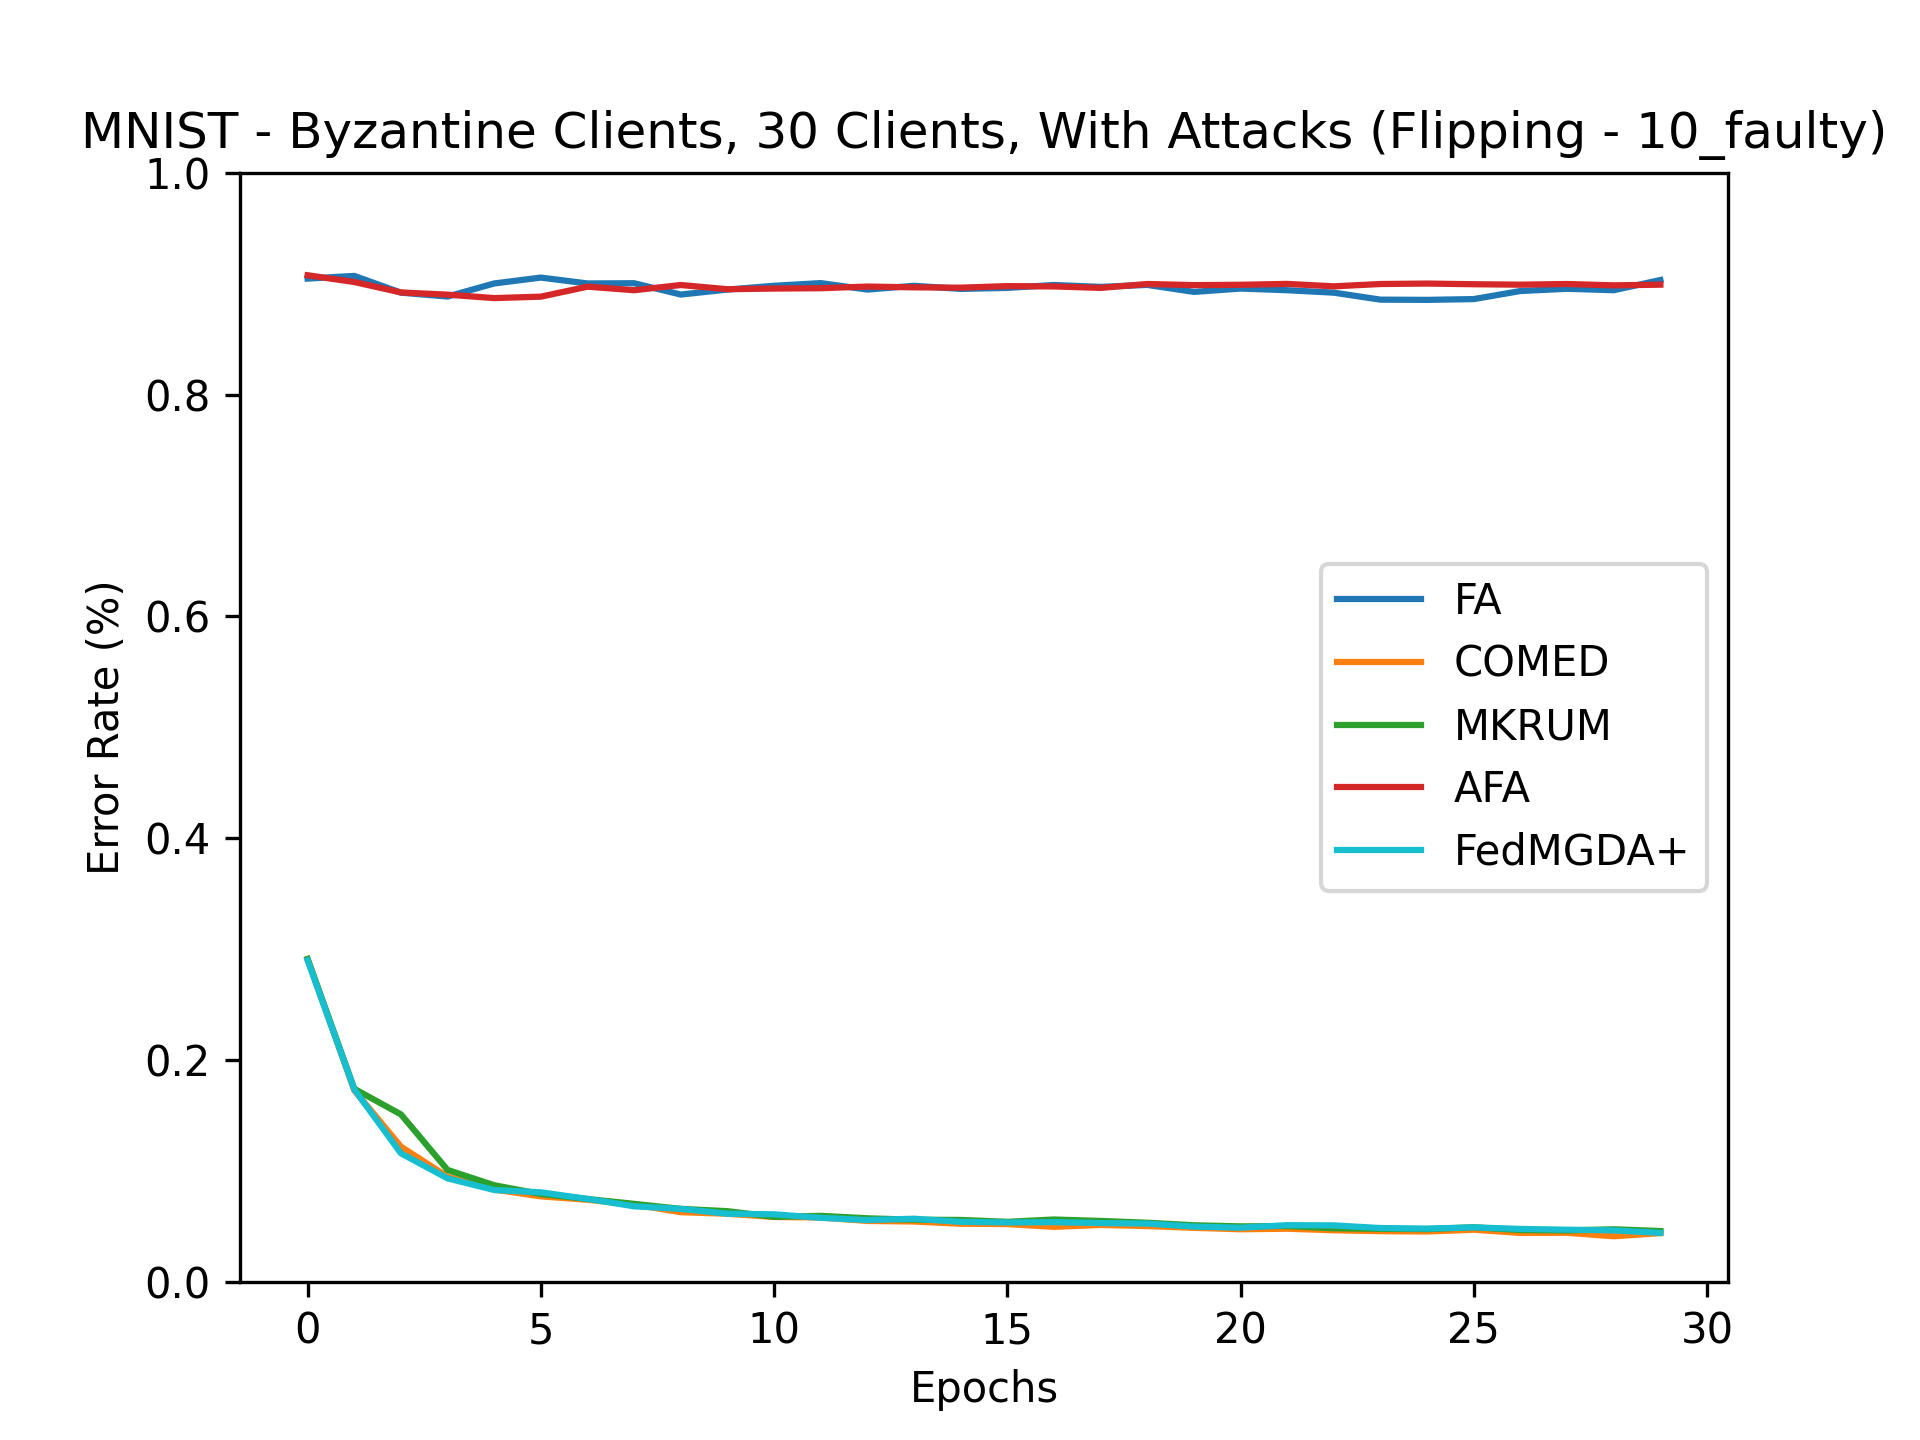 MNIST - Byzantine Clients, 30 Clients, With Attacks (Flipping - 10_faulty)
1.0
0.8
0.6
0.4
0.2
0.0
Error Rate (%)
FA
COMED
MKRUM
AFA
FedMGDA+
0 5 10 15 20 25 30
Epochs